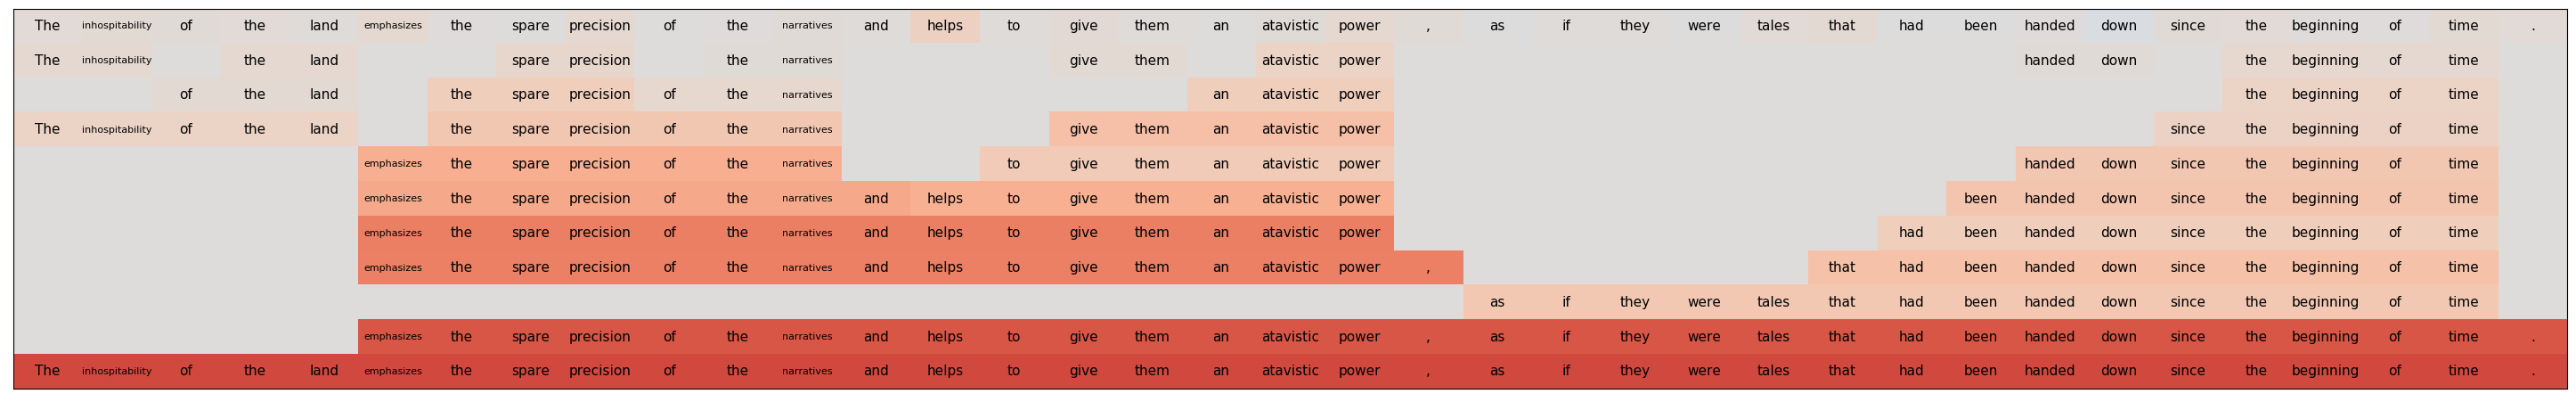 The inhospitability of the land emphasizes the spare precision of the narratives and helps to give them an atavistic power , as if they were tales that had been handed down since the beginning of time .
The inhospitability the land spare precision the narratives give them atavistic power handed down the beginning of time
of the land the spare precision of the narratives an atavistic power the beginning of time
The inhospitability of the land the spare precision of the narratives give them an atavistic power since the beginning of time
emphasizes the spare precision of the narratives to give them an atavistic power handed down since the beginning of time
emphasizes the spare precision of the narratives and helps to give them an atavistic power been handed down since the beginning of time
emphasizes the spare precision of the narratives and helps to give them an atavistic power had been handed down since the beginning of time
emphasizes the spare precision of the narratives and helps to give them an atavistic power , that had been handed down since the beginning of time
as if they were tales that had been handed down since the beginning of time
emphasizes the spare precision of the narratives and helps to give them an atavistic power , as if they were tales that had been handed down since the beginning of time .
The inhospitability of the land emphasizes the spare precision of the narratives and helps to give them an atavistic power , as if they were tales that had been handed down since the beginning of time .